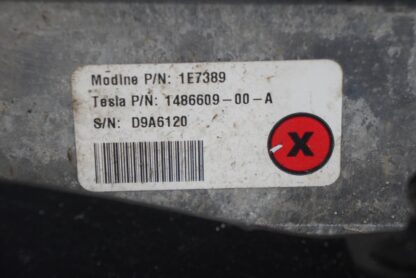 Modine P/N: 1E7389
Tesla P/N: 1486609-00-A
S/N: D9A6120
X